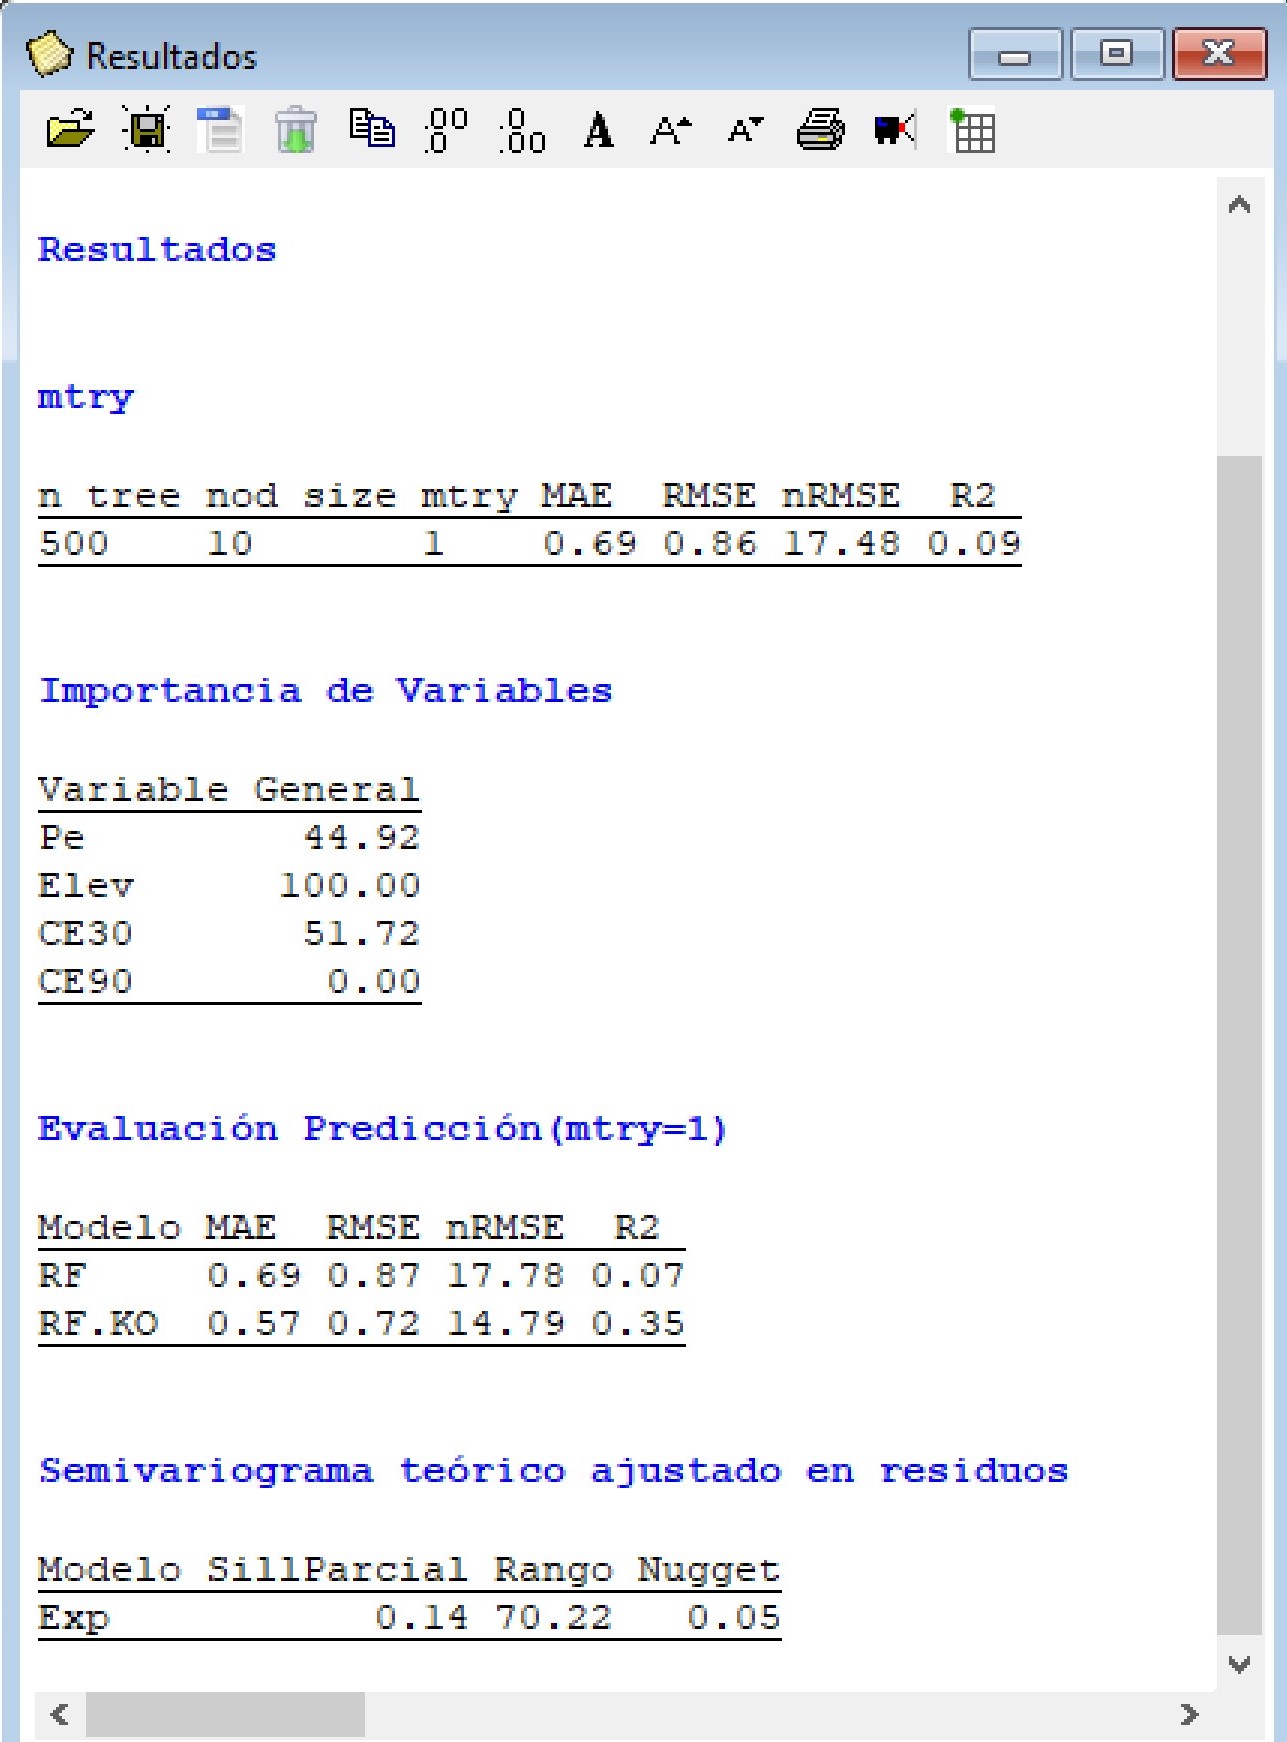 Resultados
Resultados
mtry
n tree nod size mtry MAE RMSE nRMSE R2
500 10 1 0.69 0.86 17.48 0.09
Importancia de Variables
Variable General
Pe 44.92
Elev 100.00
CE30 51.72
CE90 0.00
Evaluación Predicción(mtry=1)
Modelo MAE RMSE nRMSE R2
RF 0.69 0.87 17.78 0.07
RF.KO 0.57 0.72 14.79 0.35
Semivariograma teórico ajustado en residuos
Modelo SillParcial Rango Nugget
Exp 0.14 70.22 0.05